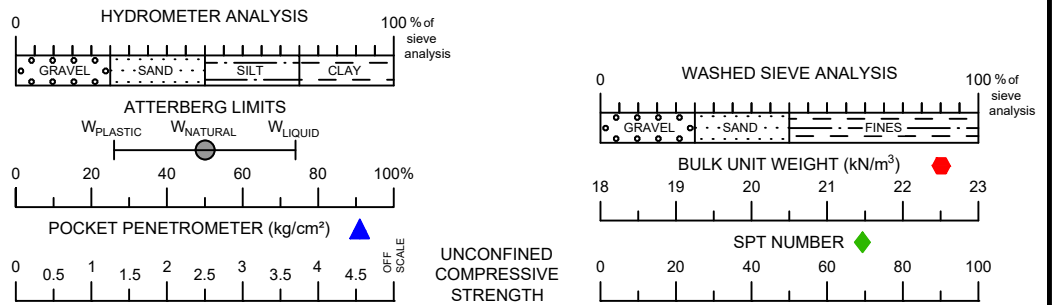 HYDROMETER ANALYSIS
0 100 % of sieve analysis
GRAVEL SAND SILT CLAY
ATTERBERG LIMITS
W_PLASTIC W_NATURAL W_LIQUID
0 20 40 60 80 100%
POCKET PENETROMETER (kg/cm²)
0 0.5 1 1.5 2 2.5 3 3.5 4 4.5 OFF SCALE
UNCONFINED
COMPRESSIVE
STRENGTH
WASHED SIEVE ANALYSIS
0 100 % of sieve analysis
GRAVEL SAND FINES
BULK UNIT WEIGHT (kN/m³)
18 19 20 21 22 23
SPT NUMBER
0 20 40 60 80 100